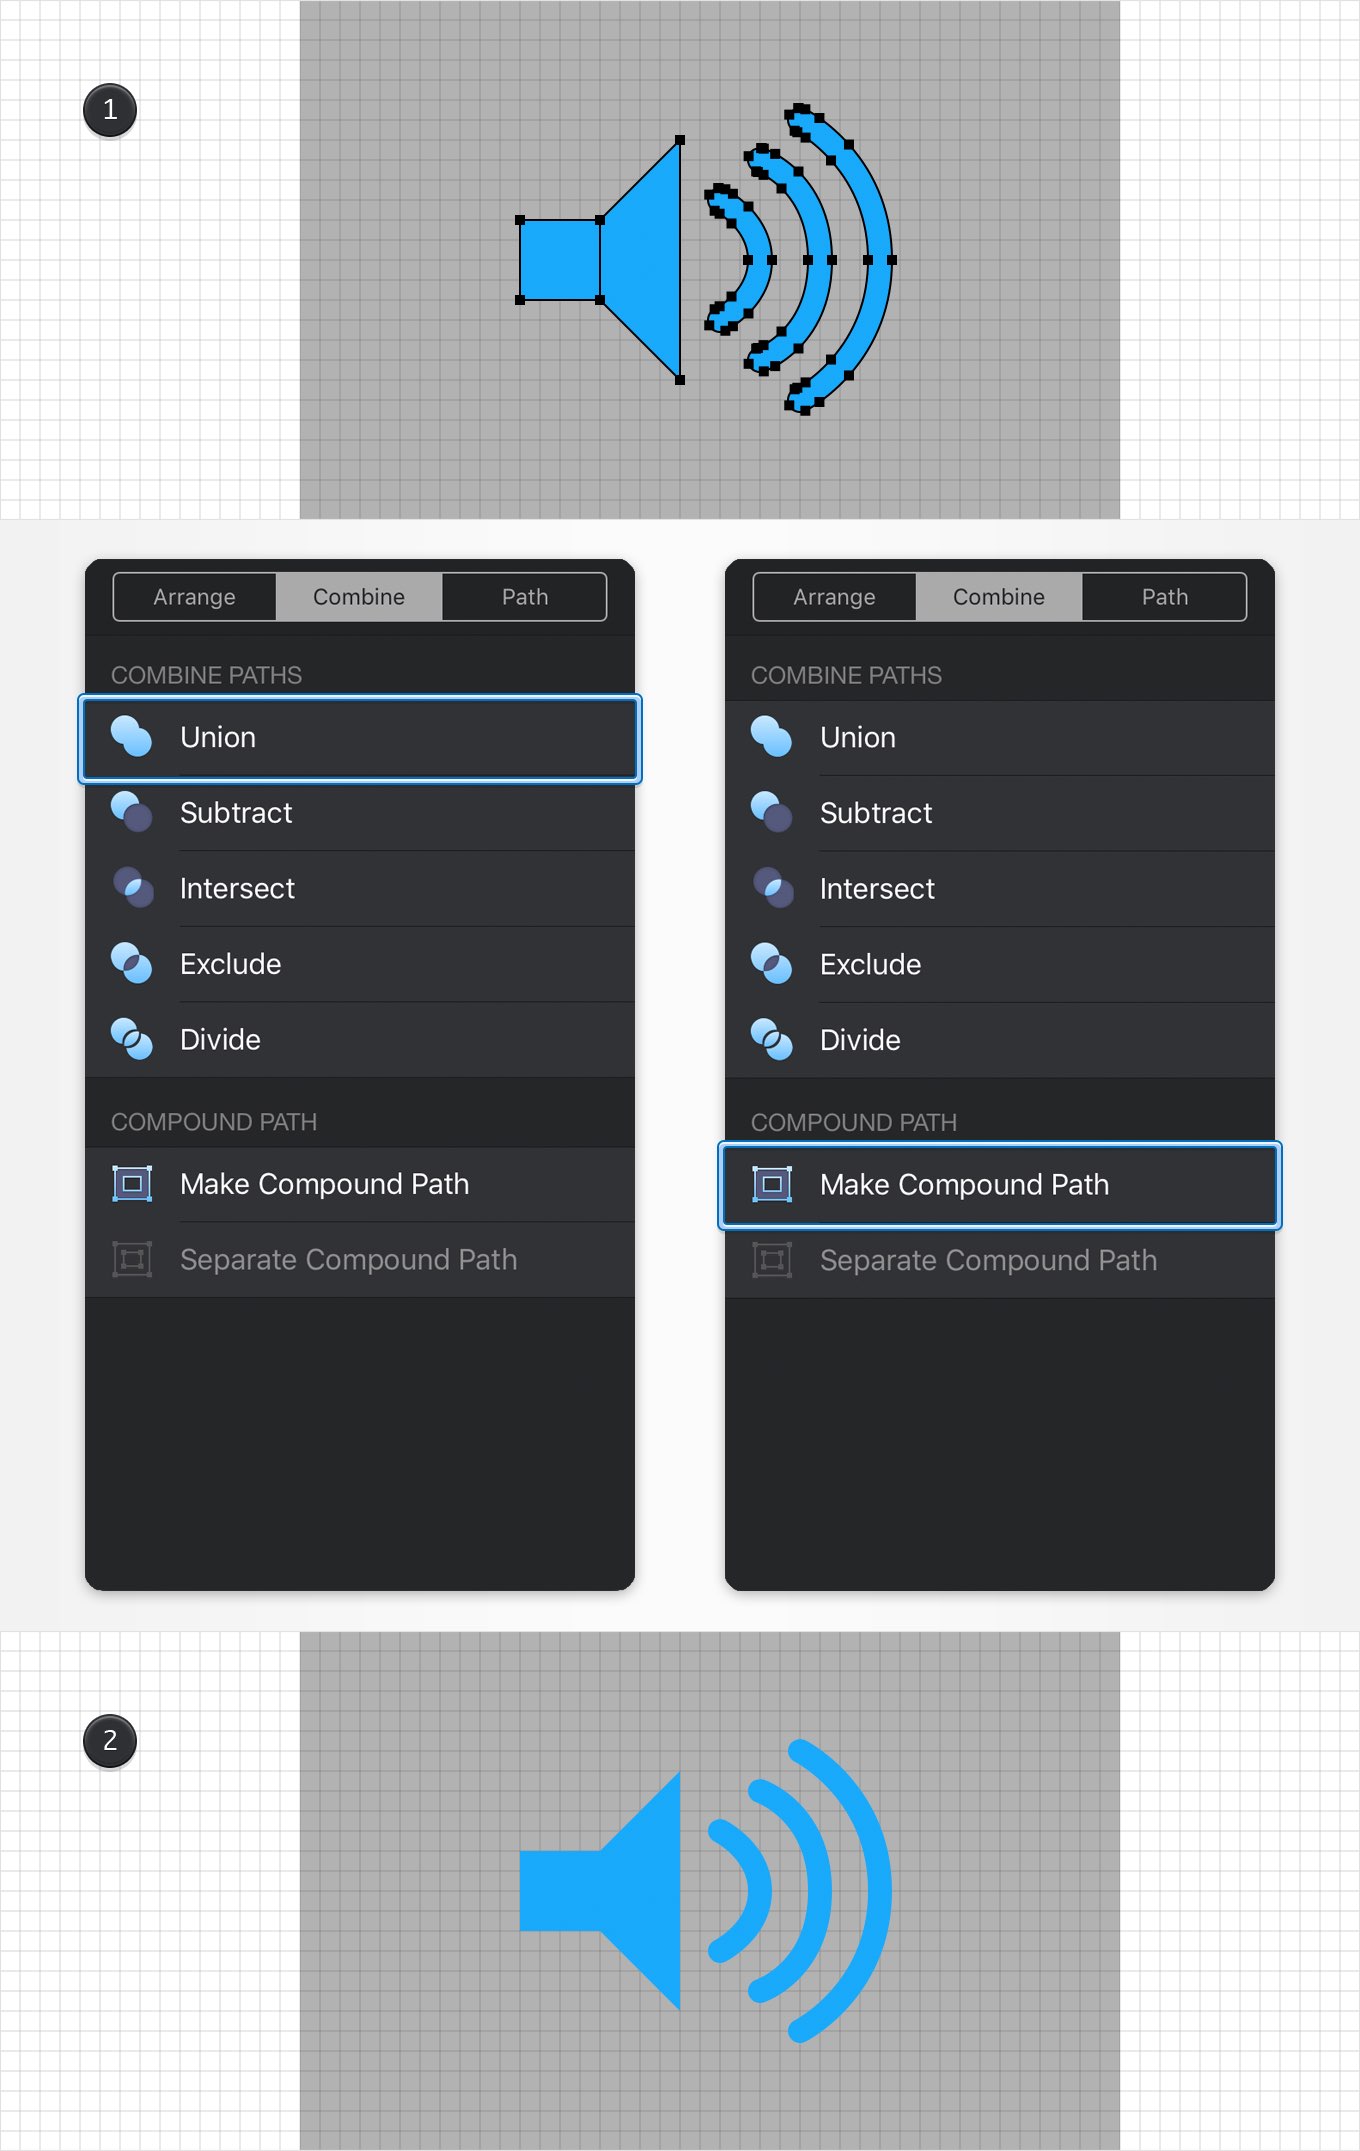 1
Arrange Combine Path
COMBINE PATHS
Union
Subtract
Intersect
Exclude
Divide
COMPOUND PATH
Make Compound Path
Separate Compound Path
Arrange Combine Path
COMBINE PATHS
Union
Subtract
Intersect
Exclude
Divide
COMPOUND PATH
Make Compound Path
Separate Compound Path
2